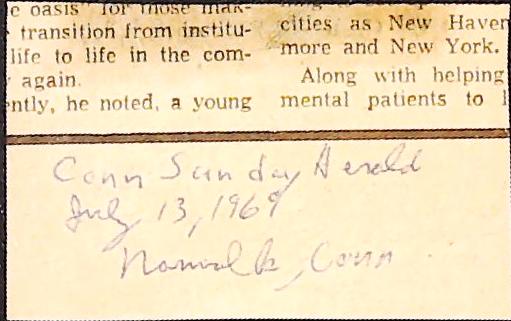 e oasis" for those mak-
transition from institu-
life to life in the com-
again.
ently, he noted, a young
cities as New Haven
more and New York.
Along with helping
mental patients to l
Conn Sunday Herald
July 13, 1969
Norwalk, Conn